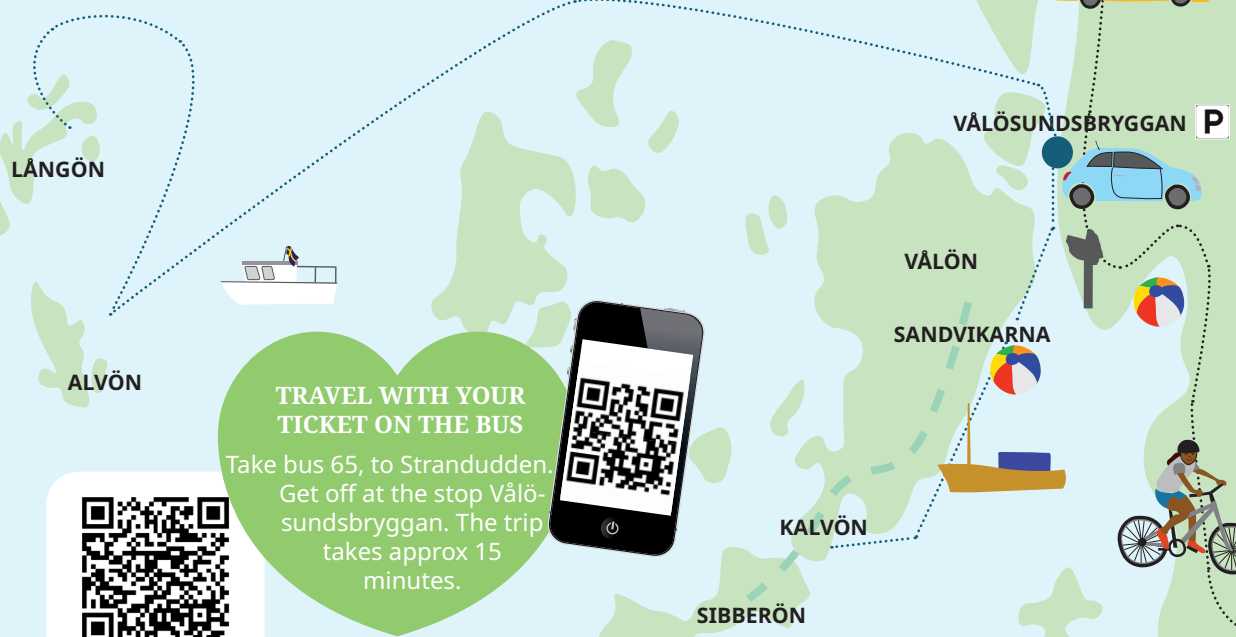 VÅLÖSUNDSBRYGGAN P
LÅNGÖN
VÅLÖN
SANDVIKARNA
ALVÖN
TRAVEL WITH YOUR
TICKET ON THE BUS
Take bus 65, to Strandudden.
Get off at the stop Vålö-
sundsbryggan. The trip
takes approx 15
minutes.
KALVÖN
SIBBERÖN